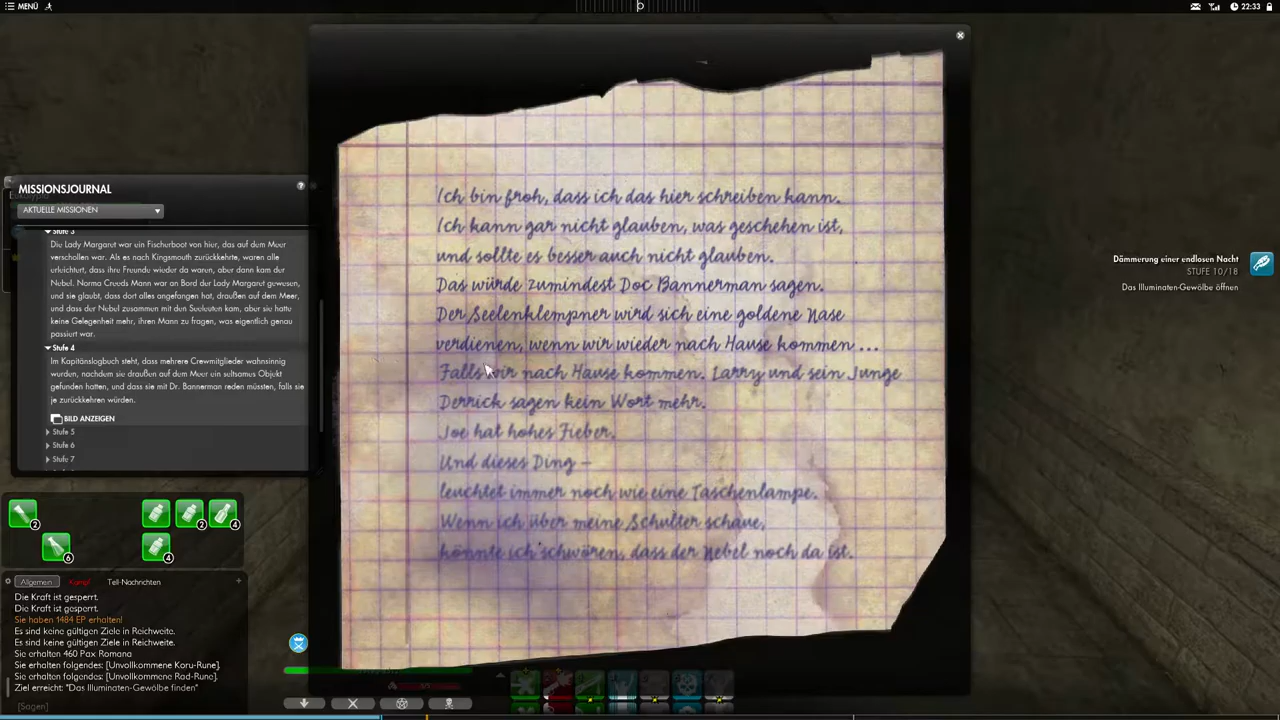 MENÜ
22:33
MISSIONSJOURNAL
AKTUELLE MISSIONEN
Stufe 3
Die Lady Margaret war ein Fischerboot von hier, das auf dem Meer
verschollen war. Als es nach Kingsmouth zurückkehrte, waren alle
erleichtert, dass ihre Freunde wieder da waren, aber dann kam der
Nebel. Norma Creeds Mann war an Bord der Lady Margaret gewesen,
und sie glaubt, dass dort alles angefangen hat, draußen auf dem Meer,
und dass der Nebel zusammen mit den Seeleuten kam, aber sie hatte
keine Gelegenheit mehr, ihren Mann zu fragen, was eigentlich genau
passiert war.
Stufe 4
Im Kapitänslogbuch steht, dass mehrere Crewmitglieder wahnsinnig
wurden, nachdem sie draußen auf dem Meer ein seltsames Objekt
gefunden hatten, und dass sie mit Dr. Bannerman reden müssten, falls sie
je zurückkehren würden.
BILD ANZEIGEN
Stufe 5
Stufe 6
Stufe 7
2
2
4
6
4
Allgemein Kampf Tell-Nachrichten
Die Kraft ist gesperrt.
Die Kraft ist gesperrt.
Sie haben 1484 EP erhalten!
Es sind keine gültigen Ziele in Reichweite.
Es sind keine gültigen Ziele in Reichweite.
Sie erhalten 460 Pax Romana
Sie erhalten folgendes: [Unvollkommene Koru-Rune].
Sie erhalten folgendes: [Unvollkommene Rad-Rune].
Ziel erreicht: "Das Illuminaten-Gewölbe finden"
[Sagen]
Ich bin froh, dass ich das hier schreiben kann.
Ich kann gar nicht glauben, was geschehen ist,
und sollte es besser auch nicht glauben.
Das würde zumindest Doc Bannerman sagen.
Der Seelenklempner wird sich eine goldene Nase
verdienen, wenn wir wieder nach Hause kommen ...
Falls wir nach Hause kommen. Larry und sein Junge
Derrick sagen kein Wort mehr.
Joe hat hohes Fieber.
Und dieses Ding –
leuchtet immer noch wie eine Taschenlampe.
Wenn ich über meine Schulter schaue,
könnte ich schwören, dass der Nebel noch da ist.
Dämmerung einer endlosen Nacht
STUFE 10/18
Das Illuminaten-Gewölbe öffnen